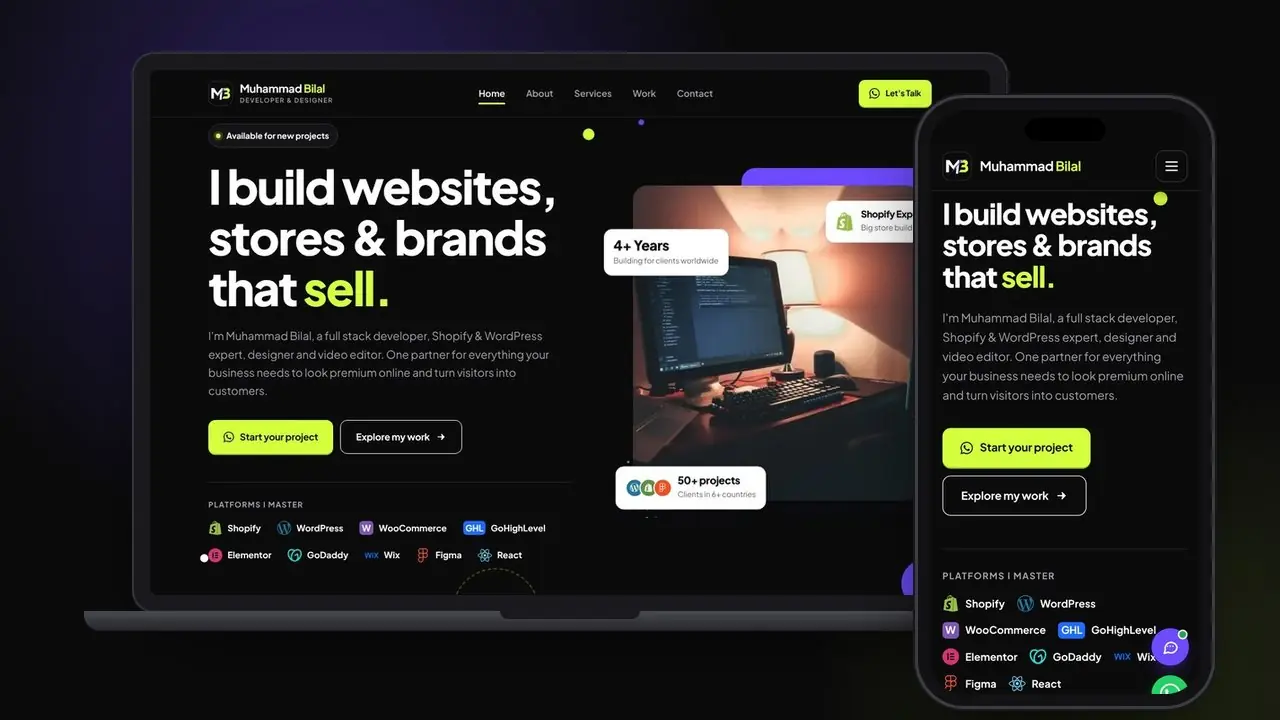 M3 Muhammad Bilal
DEVELOPER & DESIGNER
Home About Services Work Contact
Let's Talk
Available for new projects
I build websites,
stores & brands
that sell.
I'm Muhammad Bilal, a full stack developer, Shopify & WordPress
expert, designer and video editor. One partner for everything your
business needs to look premium online and turn visitors into
customers.
Start your project
Explore my work →
PLATFORMS I MASTER
Shopify WordPress W WooCommerce GHL GoHighLevel
Elementor GoDaddy WIX Wix Figma React
4+ Years
Building for clients worldwide
Shopify Exp
Big store build
50+ projects
Clients in 6+ countries
M3 Muhammad Bilal
I build websites,
stores & brands
that sell.
I'm Muhammad Bilal, a full stack developer,
Shopify & WordPress expert, designer and
video editor. One partner for everything
your business needs to look premium online
and turn visitors into customers.
Start your project
Explore my work →
PLATFORMS I MASTER
Shopify WordPress
W WooCommerce GHL GoHighLevel
Elementor GoDaddy WIX Wix
Figma React